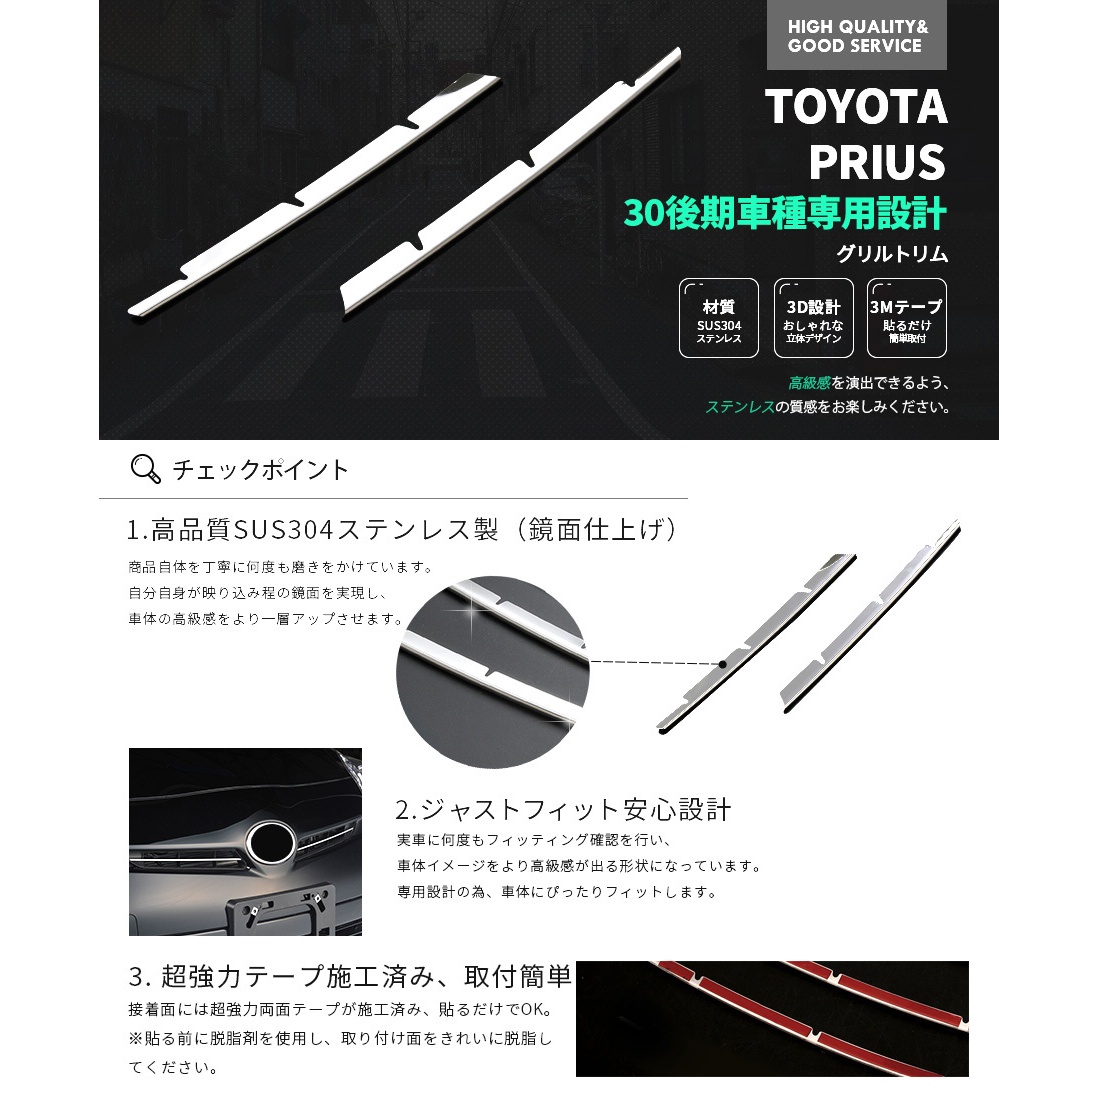 HIGH QUALITY&
GOOD SERVICE
TOYOTA
PRIUS
30後期車種専用設計
グリルトリム
材質
SUS304
ステンレス
3D設計
おしゃれな
立体デザイン
3Mテープ
貼るだけ
簡単取付
高級感を演出できるよう、
ステンレスの質感をお楽しみください。
チェックポイント
1.高品質SUS304ステンレス製（鏡面仕上げ）
商品自体を丁寧に何度も磨きをかけています。
自分自身が映り込み程の鏡面を実現し、
車体の高級感をより一層アップさせます。
2.ジャストフィット安心設計
実車に何度もフィッティング確認を行い、
車体イメージをより高級感が出る形状になっています。
専用設計の為、車体にぴったりフィットします。
3. 超強力テープ施工済み、取付簡単
接着面には超強力両面テープが施工済み、貼るだけでOK。
※貼る前に脱脂剤を使用し、取り付け面をきれいに脱脂し
てください。